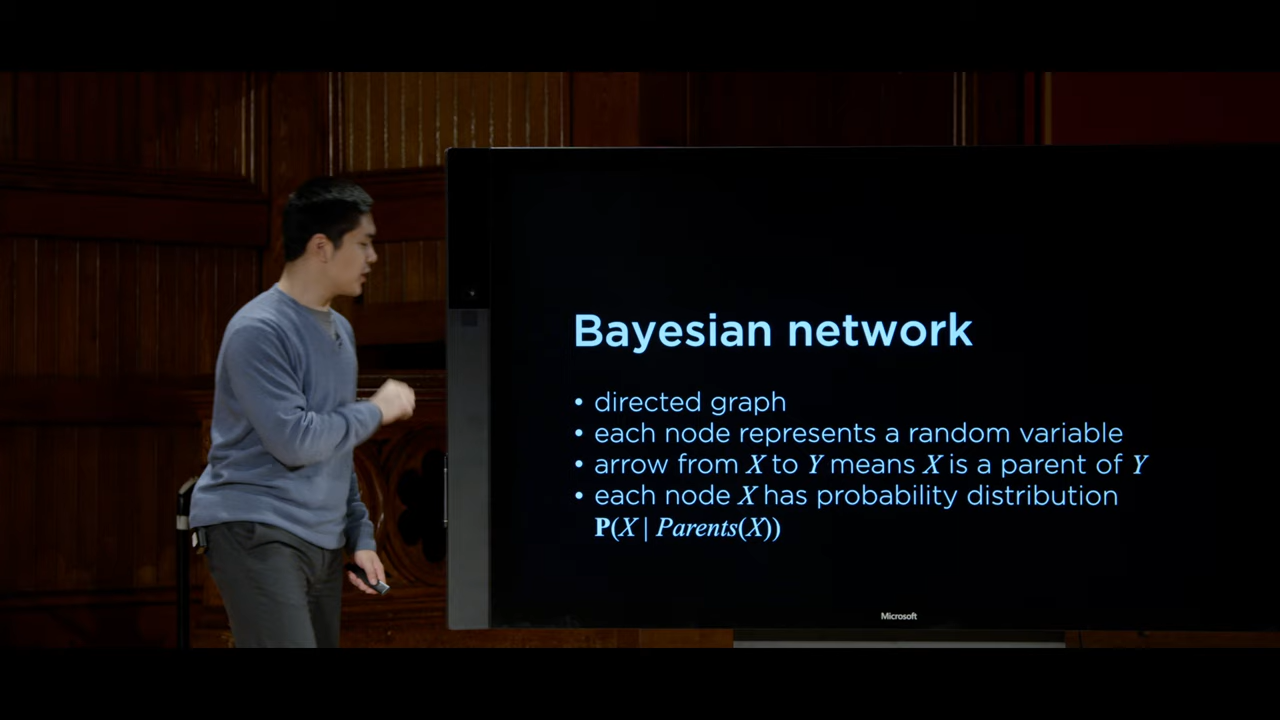 Bayesian network
• directed graph
• each node represents a random variable
• arrow from X to Y means X is a parent of Y
• each node X has probability distribution
P(X | Parents(X))
Microsoft